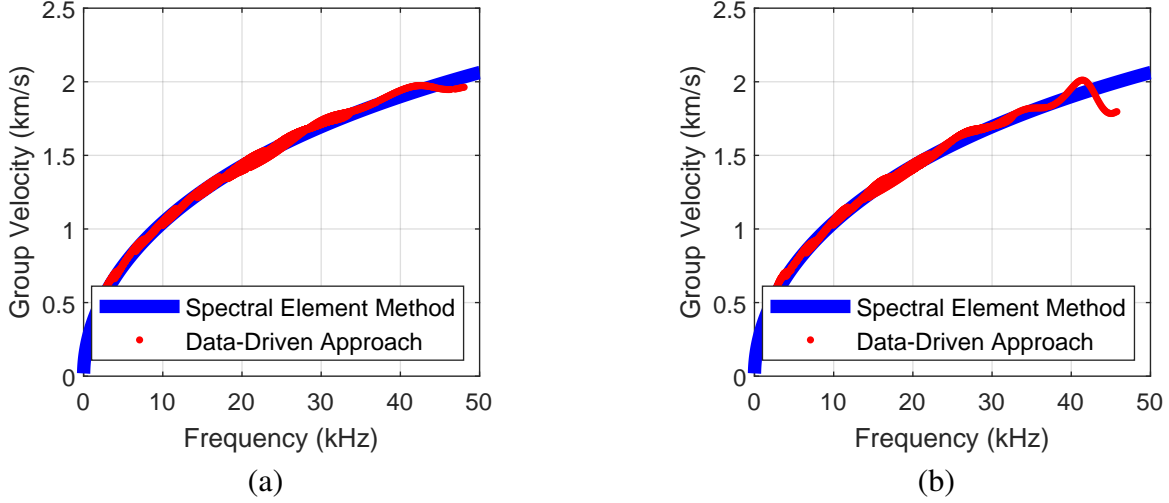 2.5
2
1.5
1
0.5
0
Group Velocity (km/s)
Spectral Element Method
Data-Driven Approach
0 10 20 30 40 50
Frequency (kHz)
(a)
2.5
2
1.5
1
0.5
0
Group Velocity (km/s)
Spectral Element Method
Data-Driven Approach
0 10 20 30 40 50
Frequency (kHz)
(b)